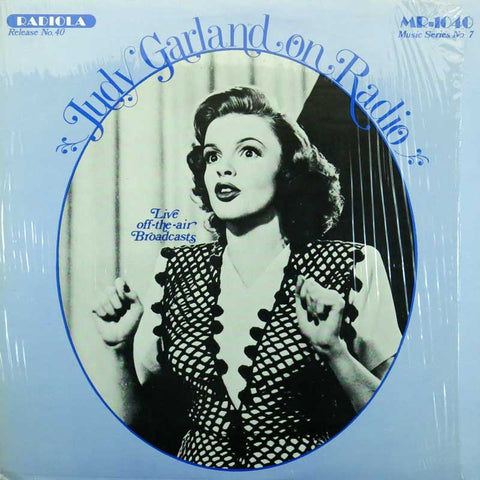 RADIOLA
Release No. 40
MR-1040
Music Series No. 7
Judy Garland on Radio
Live
off-the-air
Broadcasts